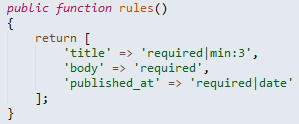 public function rules()
{
    return [
        'title' => 'required|min:3',
        'body' => 'required',
        'published_at' => 'required|date'
    ];
}